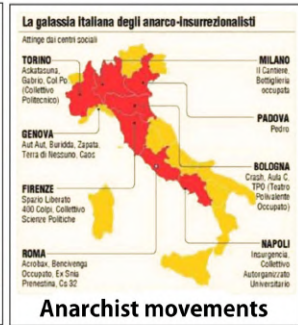 La galassia italiana degli anarco-insurrezionalisti
Attinge dai centri sociali
TORINO
Askatasuna,
Gabrio, Col.Po
(Collettivo
Politecnico)
GENOVA
Aut Aut, Buridda, Zapata,
Terra di Nessuno, Caos
FIRENZE
Spazio Liberato
400 Colpi, Collettivo
Scienze Politiche
ROMA
Acrobax, Bencivenga
Occupato, Ex Snia
Prenestina, Co 32
MILANO
Il Cantiere,
Bottiglieria
occupata
PADOVA
Pedro
BOLOGNA
Crash, Aula C,
TPO (Teatro
Polivalente
Occupato)
NAPOLI
Insurgencia,
Collettivo
Autorganizzato
Universitario
Anarchist movements